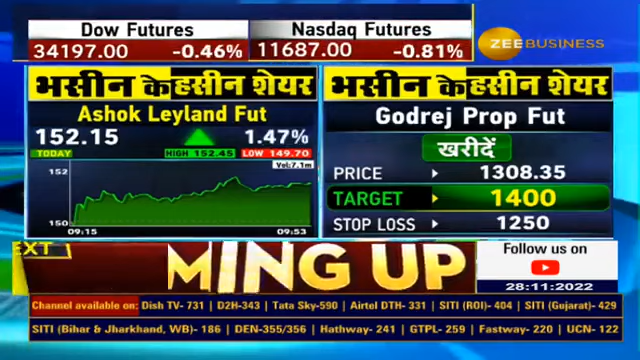 Dow Futures
34197.00 -0.46%
Nasdaq Futures
11687.00 -0.81%
ZEE BUSINESS
भसीन के हसीन शेयर
Ashok Leyland Fut
152.15 1.47%
TODAY HIGH 152.45 LOW 149.70
Vol:7.1m
152
150
09:15 09:53
भसीन के हसीन शेयर
Godrej Prop Fut
खरीदें
PRICE 1308.35
TARGET 1400
STOP LOSS 1250
EXT
MING UP
Follow us on
28:11:2022
Channel available on: Dish TV- 731 | D2H-343 | Tata Sky-590 | Airtel DTH- 331 | SITI (ROI)- 404 | SITI (Gujarat)- 429
SITI (Bihar & Jharkhand, WB)- 186 | DEN-355/356 | Hathway- 241 | GTPL- 259 | Fastway- 220 | UCN- 122